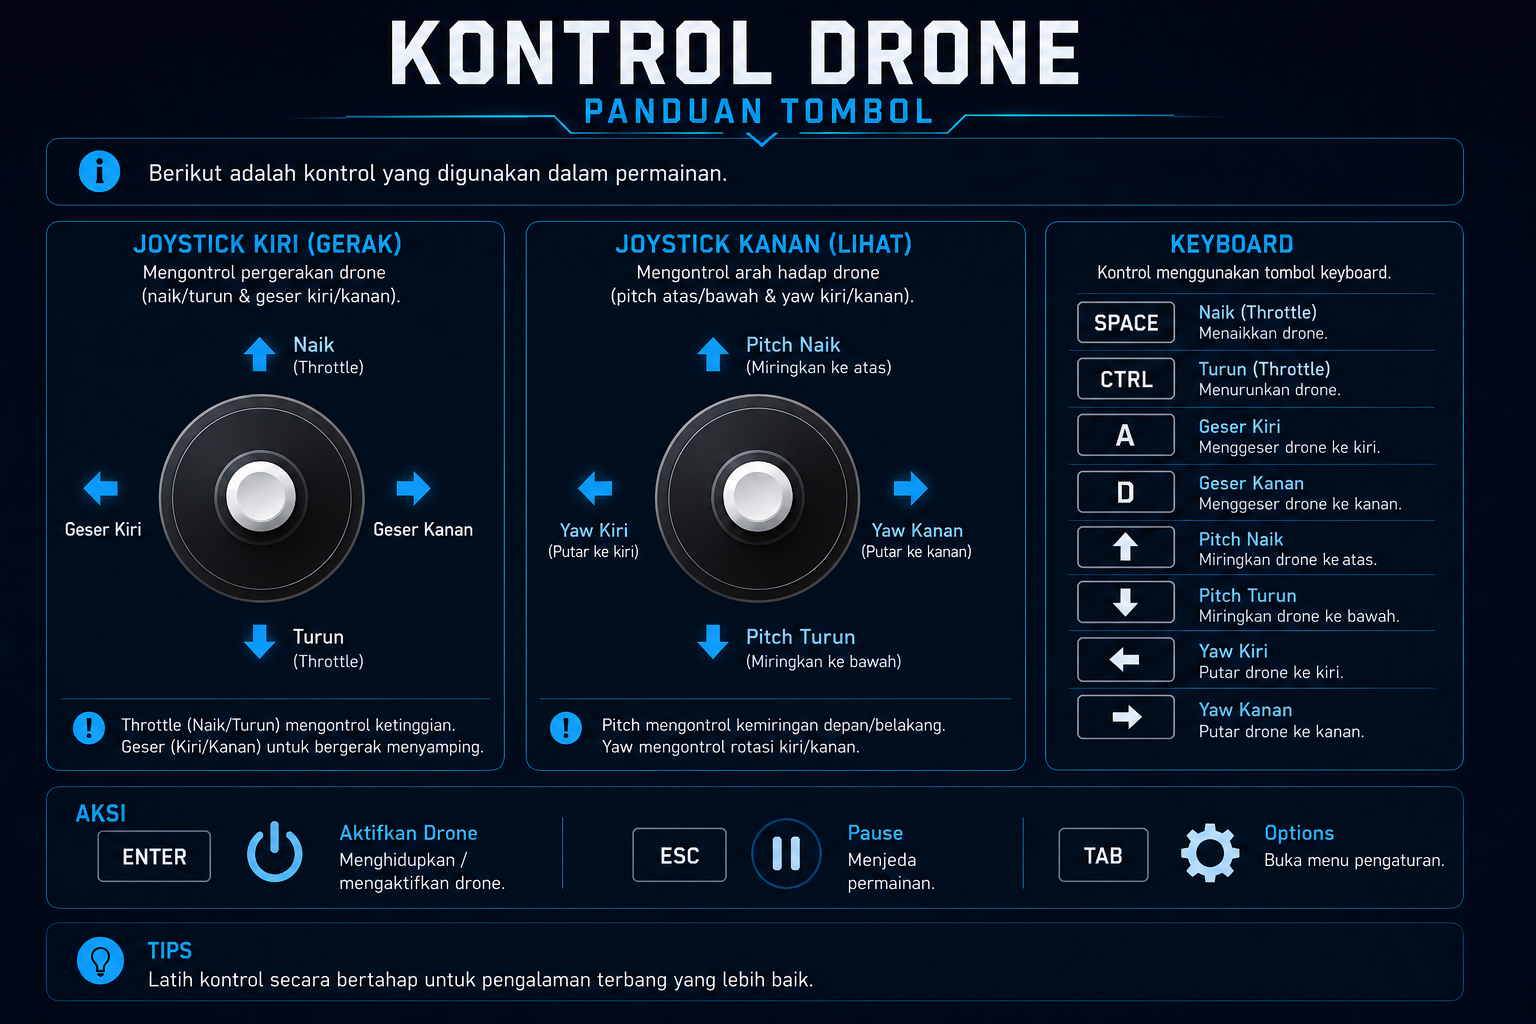 KONTROL DRONE
PANDUAN TOMBOL
Berikut adalah kontrol yang digunakan dalam permainan.
JOYSTICK KIRI (GERAK)
Mengontrol pergerakan drone
(naik/turun & geser kiri/kanan).
Naik
(Throttle)
Geser Kiri
Geser Kanan
Turun
(Throttle)
Throttle (Naik/Turun) mengontrol ketinggian.
Geser (Kiri/Kanan) untuk bergerak menyamping.
JOYSTICK KANAN (LIHAT)
Mengontrol arah hadap drone
(pitch atas/bawah & yaw kiri/kanan).
Pitch Naik
(Miringkan ke atas)
Yaw Kiri
(Putar ke kiri)
Yaw Kanan
(Putar ke kanan)
Pitch Turun
(Miringkan ke bawah)
Pitch mengontrol kemiringan depan/belakang.
Yaw mengontrol rotasi kiri/kanan.
KEYBOARD
Kontrol menggunakan tombol keyboard.
SPACE
Naik (Throttle)
Menaikkan drone.
CTRL
Turun (Throttle)
Menurunkan drone.
A
Geser Kiri
Menggeser drone ke kiri.
D
Geser Kanan
Menggeser drone ke kanan.
Pitch Naik
Miringkan drone ke atas.
Pitch Turun
Miringkan drone ke bawah.
Yaw Kiri
Putar drone ke kiri.
Yaw Kanan
Putar drone ke kanan.
AKSI
ENTER
Aktifkan Drone
Menghidupkan /
mengaktifkan drone.
ESC
Pause
Menjeda
permainan.
TAB
Options
Buka menu pengaturan.
TIPS
Latih kontrol secara bertahap untuk pengalaman terbang yang lebih baik.